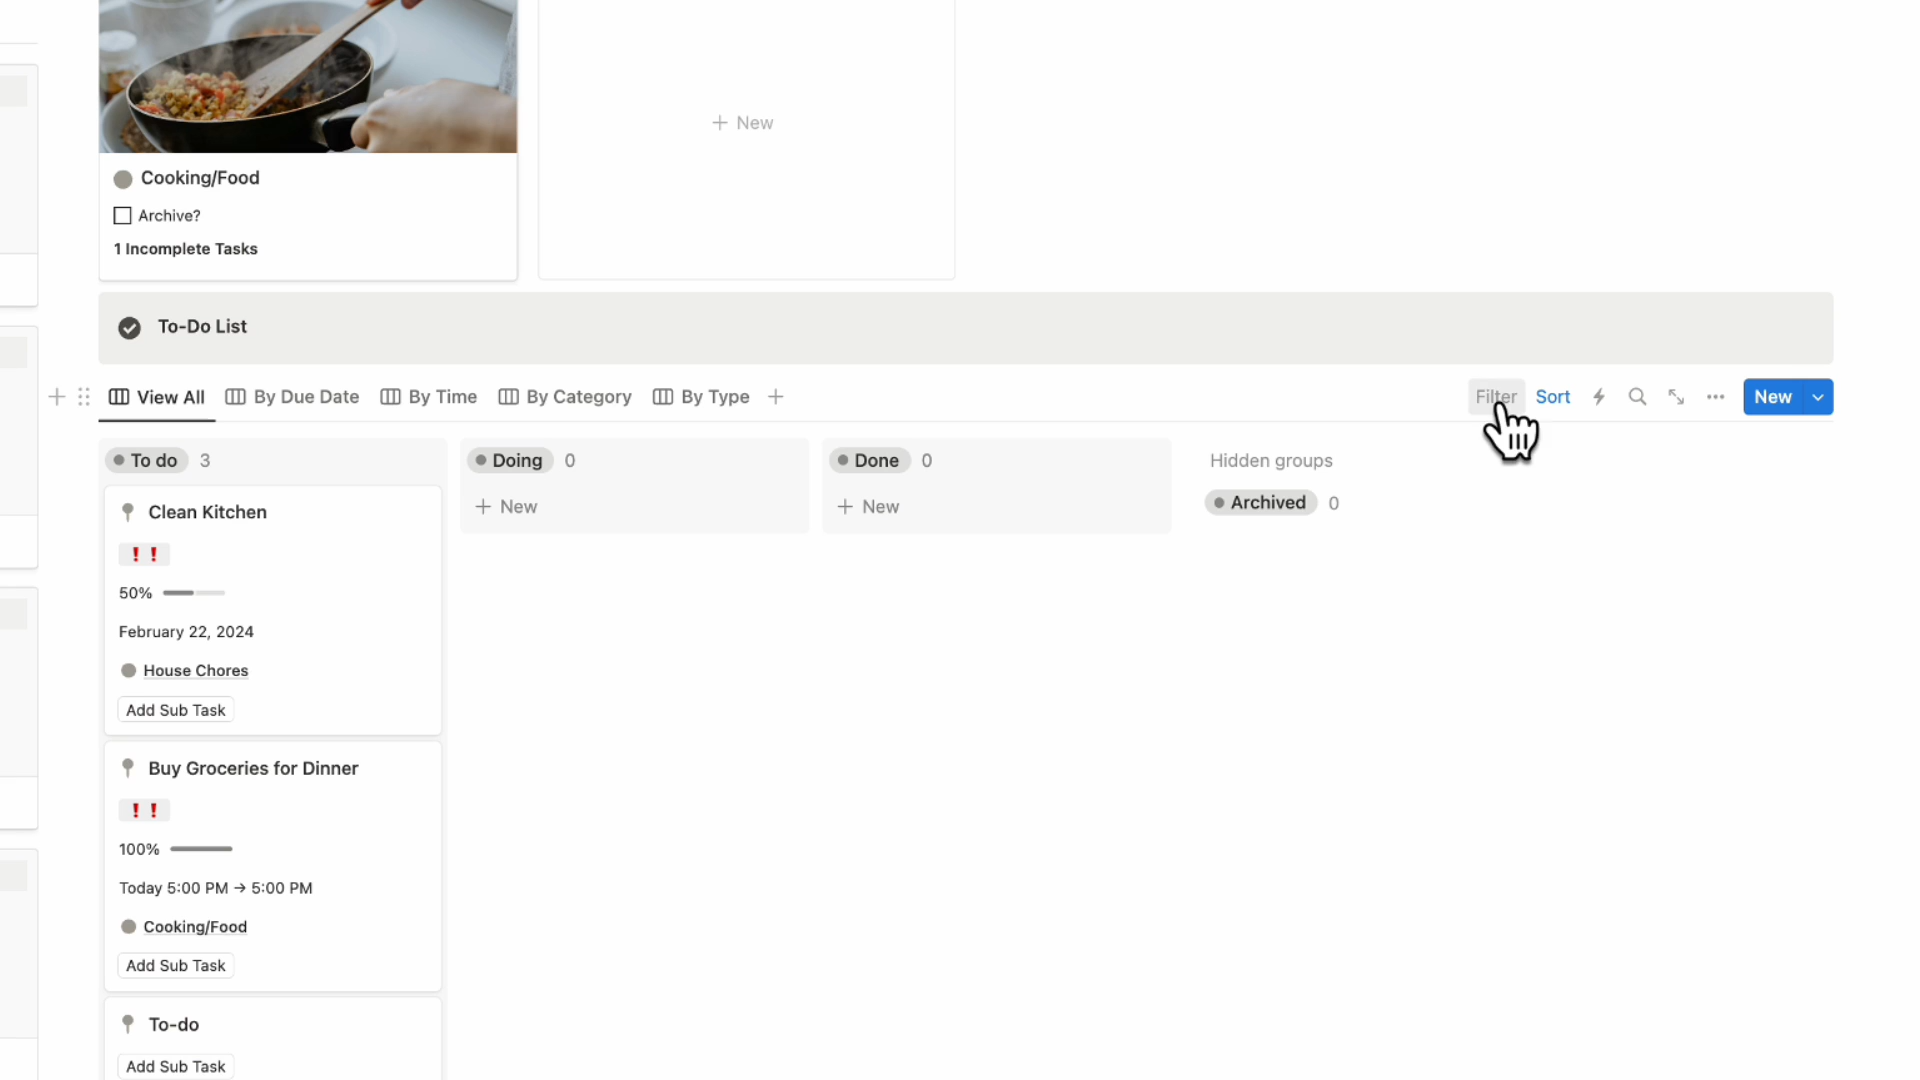 + New
Cooking/Food
Archive?
1 Incomplete Tasks
To-Do List
View All By Due Date By Time By Category By Type +
Filter Sort New
To do 3
Doing 0
Done 0
Hidden groups
+ New
+ New
Archived 0
Clean Kitchen
❗❗
50%
February 22, 2024
House Chores
Add Sub Task
Buy Groceries for Dinner
❗❗
100%
Today 5:00 PM → 5:00 PM
Cooking/Food
Add Sub Task
To-do
Add Sub Task